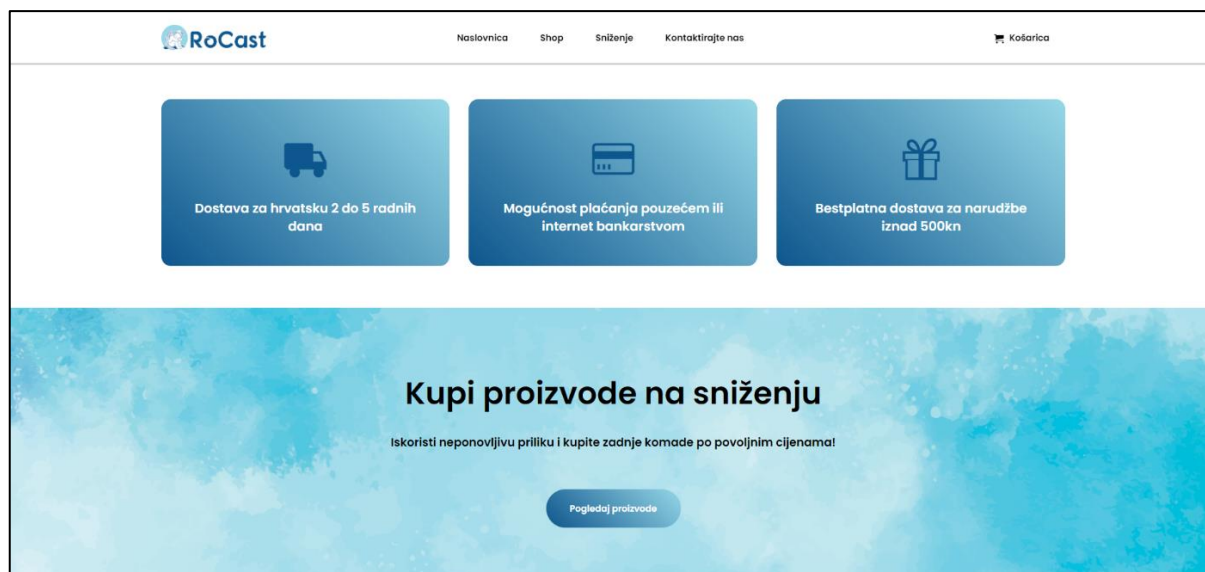 RoCast
Naslovnica
Shop
Sniženje
Kontaktirajte nas
Košarica
Dostava za hrvatsku 2 do 5 radnih
dana
Mogućnost plaćanja pouzećem ili
internet bankarstvom
Bestplatna dostava za narudžbe
iznad 500kn
Kupi proizvode na sniženju
Iskoristi neponovljivu priliku i kupite zadnje komade po povoljnim cijenama!
Pogledaj proizvode